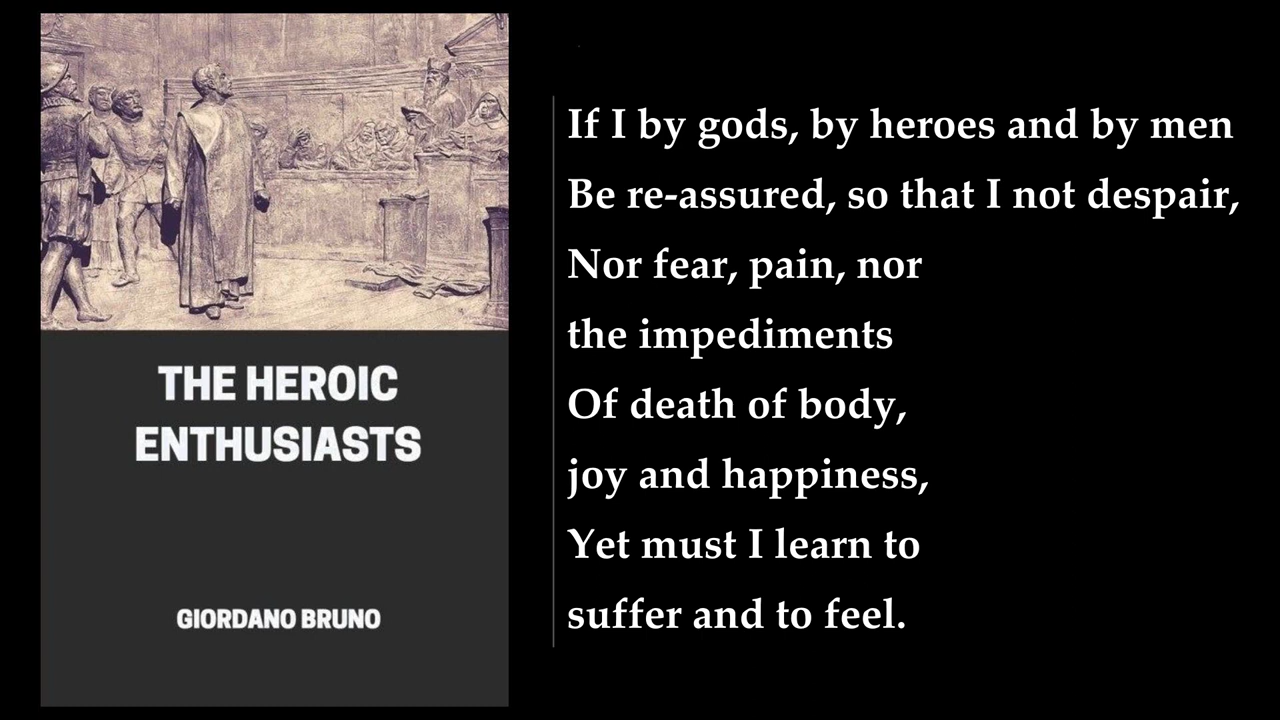 THE HEROIC
ENTHUSIASTS
GIORDANO BRUNO
If I by gods, by heroes and by men
Be re-assured, so that I not despair,
Nor fear, pain, nor
the impediments
Of death of body,
joy and happiness,
Yet must I learn to
suffer and to feel.